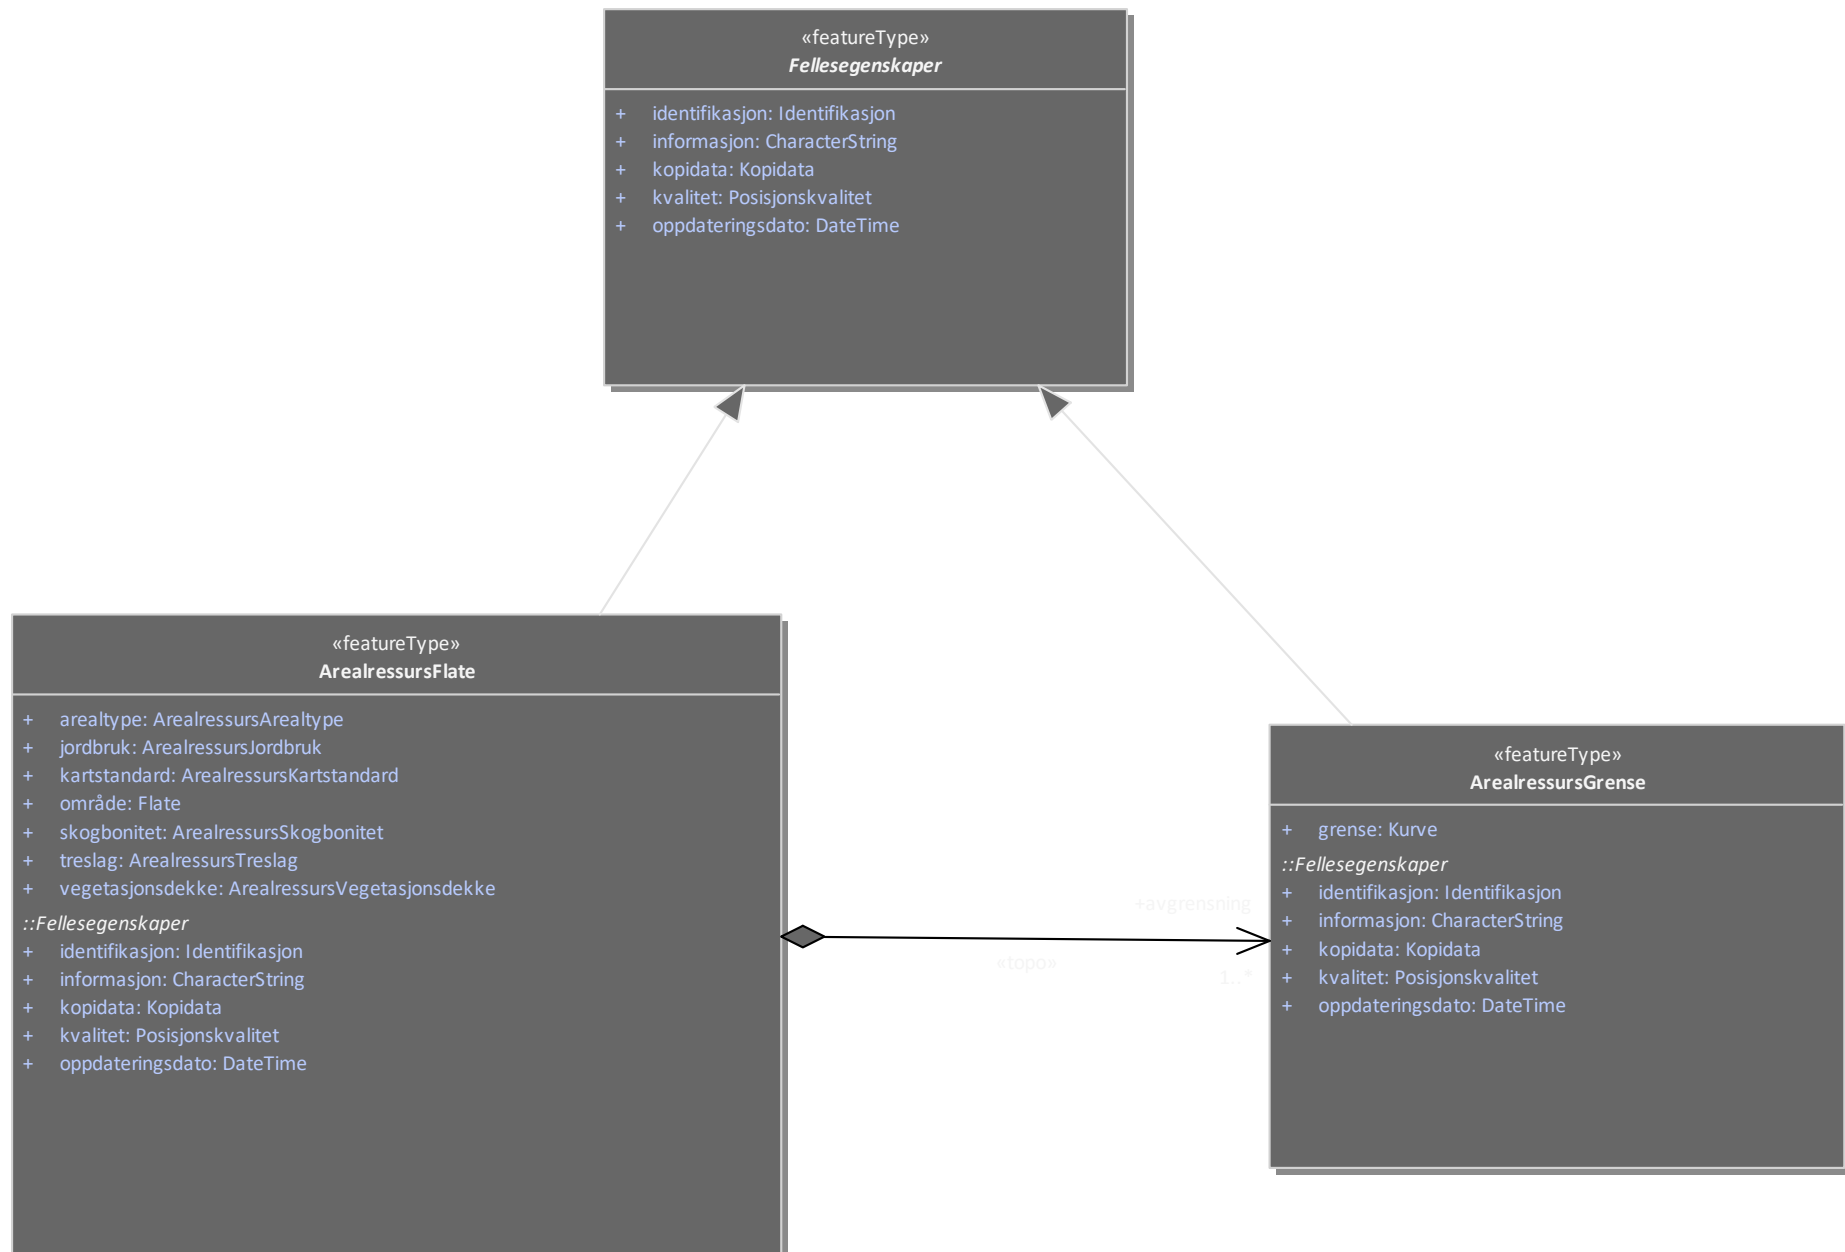 «featureType»
Fellesegenskaper
+ identifikasjon: Identifikasjon
+ informasjon: CharacterString
+ kopidata: Kopidata
+ kvalitet: Posisjonskvalitet
+ oppdateringsdato: DateTime
«featureType»
ArealressursFlate
+ arealtype: ArealressursArealtype
+ jordbruk: ArealressursJordbruk
+ kartstandard: ArealressursKartstandard
+ område: Flate
+ skogbonitet: ArealressursSkogbonitet
+ treslag: ArealressursTreslag
+ vegetasjonsdekke: ArealressursVegetasjonsdekke
::Fellesegenskaper
+ identifikasjon: Identifikasjon
+ informasjon: CharacterString
+ kopidata: Kopidata
+ kvalitet: Posisjonskvalitet
+ oppdateringsdato: DateTime
+avgrensning
«topo»
1..*
«featureType»
ArealressursGrense
+ grense: Kurve
::Fellesegenskaper
+ identifikasjon: Identifikasjon
+ informasjon: CharacterString
+ kopidata: Kopidata
+ kvalitet: Posisjonskvalitet
+ oppdateringsdato: DateTime